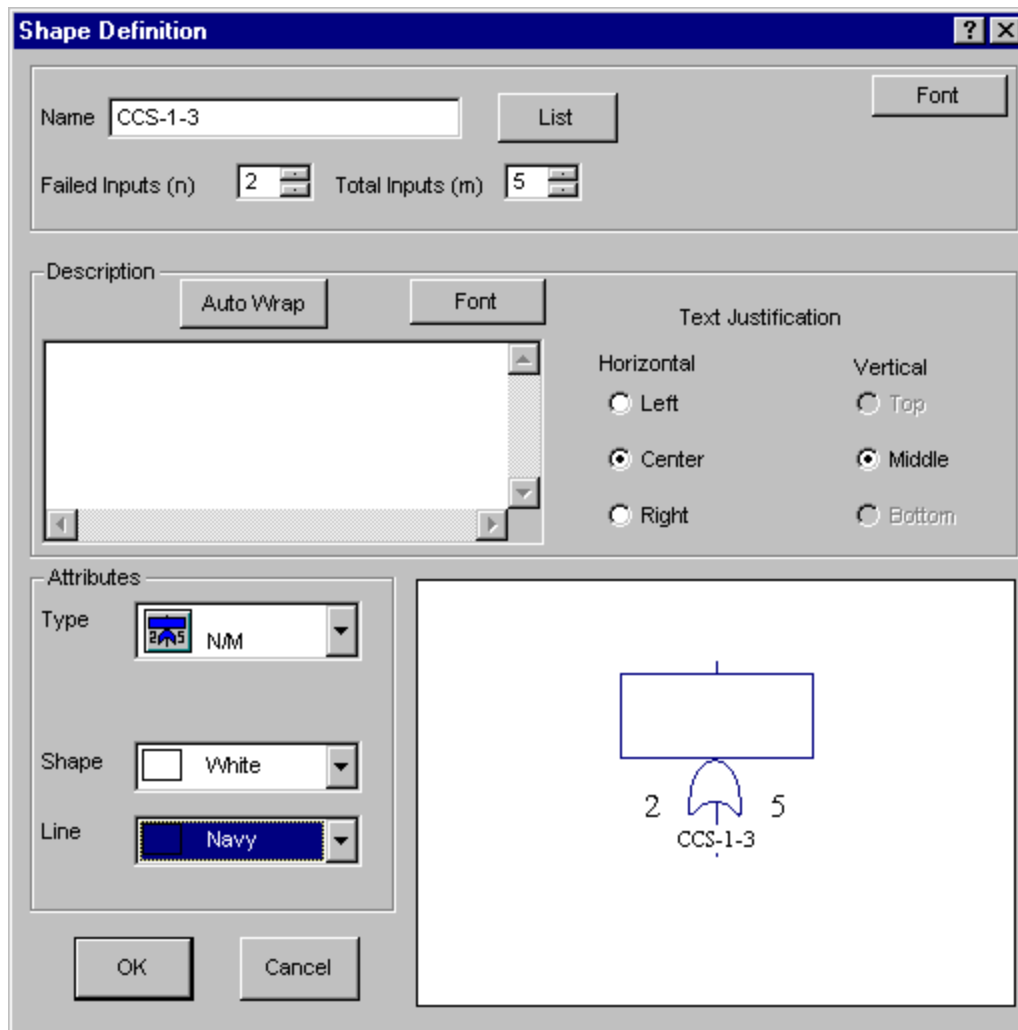 Shape Definition
Font
Name CCS-1-3 List
Failed Inputs (n) 2 Total Inputs (m) 5
Description
Auto Wrap Font
Text Justification
Horizontal Vertical
Left Top
Center Middle
Right Bottom
Attributes
Type 2 5 N/M
Shape White
Line Navy
2 5
CCS-1-3
OK Cancel